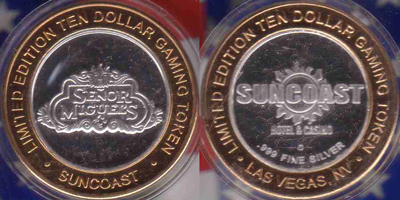 LIMITED EDITION TEN DOLLAR GAMING TOKEN
SEÑOR
MIGUEL'S
• SUNCOAST •
LIMITED EDITION TEN DOLLAR GAMING TOKEN
SUNCOAST
HOTEL & CASINO
.999 FINE SILVER
• LAS VEGAS, NV •